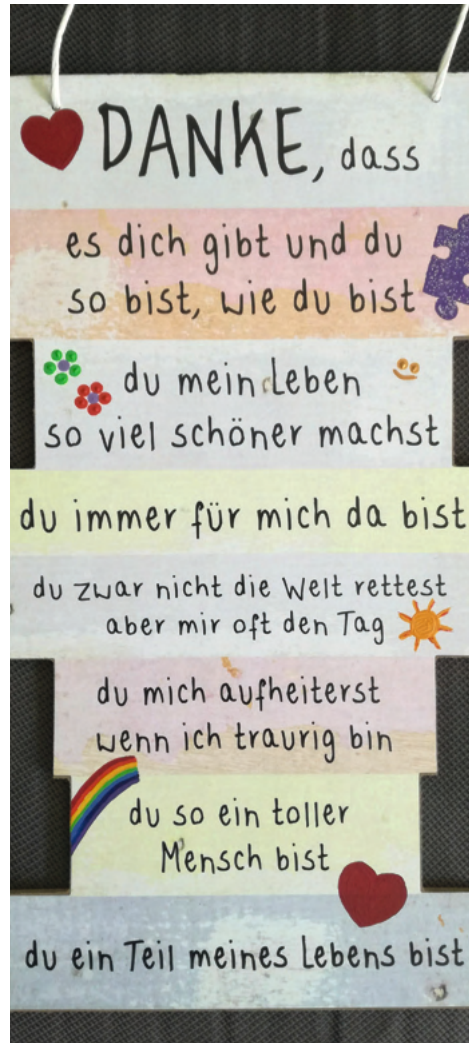 DANKE, dass
es dich gibt und du
so bist, wie du bist
du mein Leben
so viel schöner machst
du immer für mich da bist
du zwar nicht die Welt rettest
aber mir oft den Tag
du mich aufheiterst
wenn ich traurig bin
du so ein toller
Mensch bist
du ein Teil meines Lebens bist